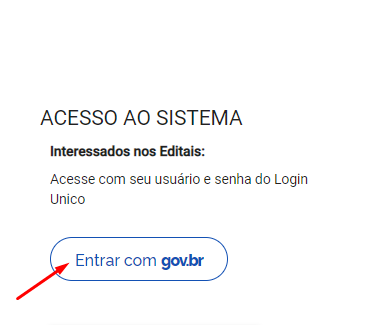 ACESSO AO SISTEMA
Interessados nos Editais:
Acesse com seu usuário e senha do Login
Unico
Entrar com gov.br